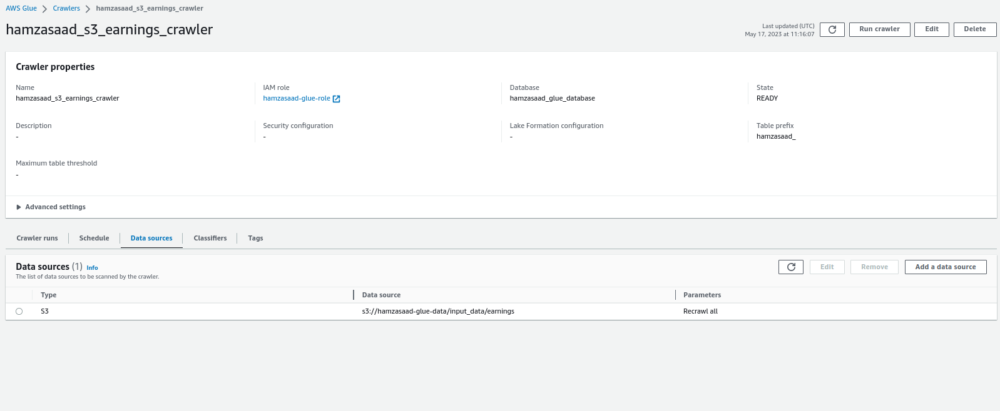 AWS Glue > Crawlers > hamzasaad_s3_earnings_crawler
hamzasaad_s3_earnings_crawler
Last updated (UTC)
May 17, 2023 at 11:16:07
Run crawler
Edit
Delete
Crawler properties
Name
hamzasaad_s3_earnings_crawler
IAM role
hamzasaad-glue-role
Database
hamzasaad_glue_database
State
READY
Description
-
Security configuration
-
Lake Formation configuration
-
Table prefix
hamzasaad_
Maximum table threshold
-
Advanced settings
Crawler runs
Schedule
Data sources
Classifiers
Tags
Data sources (1) Info
The list of data sources to be scanned by the crawler.
Edit
Remove
Add a data source
Type
Data source
Parameters
S3
s3://hamzasaad-glue-data/input_data/earnings
Recrawl all